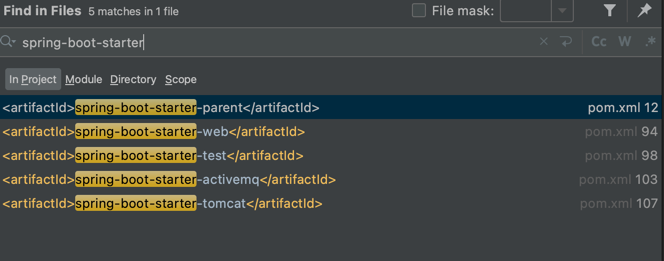 Find in Files 5 matches in 1 file File mask:
spring-boot-starter Cc W .*
In Project Module Directory Scope
<artifactId>spring-boot-starter-parent</artifactId> pom.xml 12
<artifactId>spring-boot-starter-web</artifactId> pom.xml 94
<artifactId>spring-boot-starter-test</artifactId> pom.xml 98
<artifactId>spring-boot-starter-activemq</artifactId> pom.xml 103
<artifactId>spring-boot-starter-tomcat</artifactId> pom.xml 107